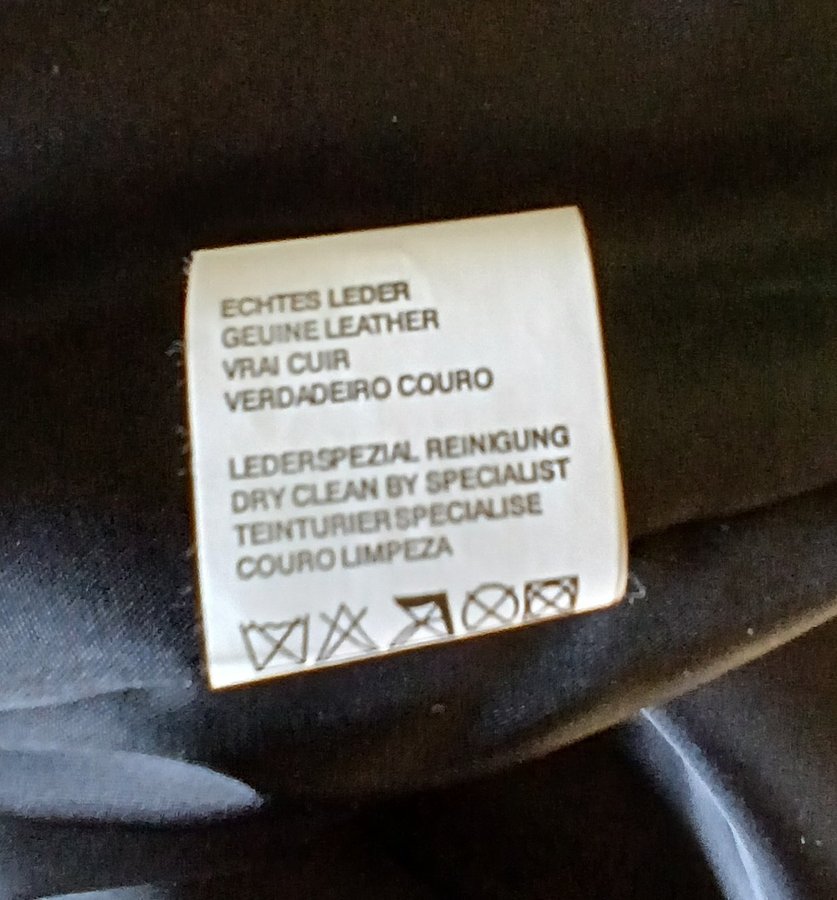 ECHTES LEDER
GEUINE LEATHER
VRAI CUIR
VERDADEIRO COURO
LEDERSPEZIAL REINIGUNG
DRY CLEAN BY SPECIALIST
TEINTURIER SPECIALISE
COURO LIMPEZA